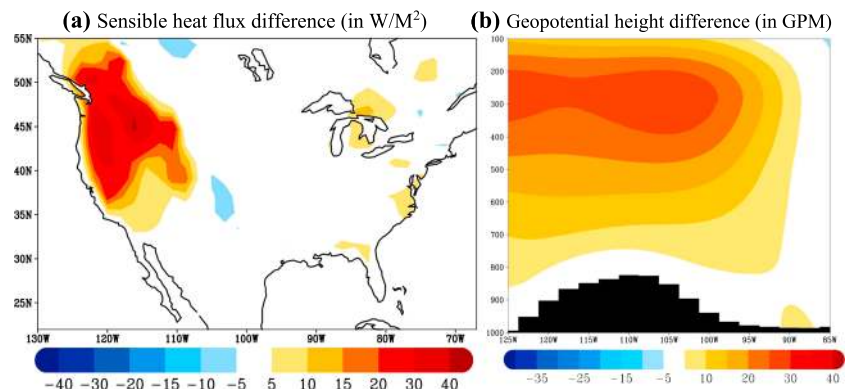 (a) Sensible heat flux difference (in W/M²)
(b) Geopotential height difference (in GPM)
55N
50N
45N
40N
35N
30N
25N
130W 120W 110W 100W 90W 80W 70W
-40 -30 -20 -15 -10 -5 5 10 15 20 30 40
100
200
300
400
500
600
700
800
900
1000
125W 120W 115W 110W 105W 100W 95W 90W 85W
-35 -25 -15 -5 10 20 30 40